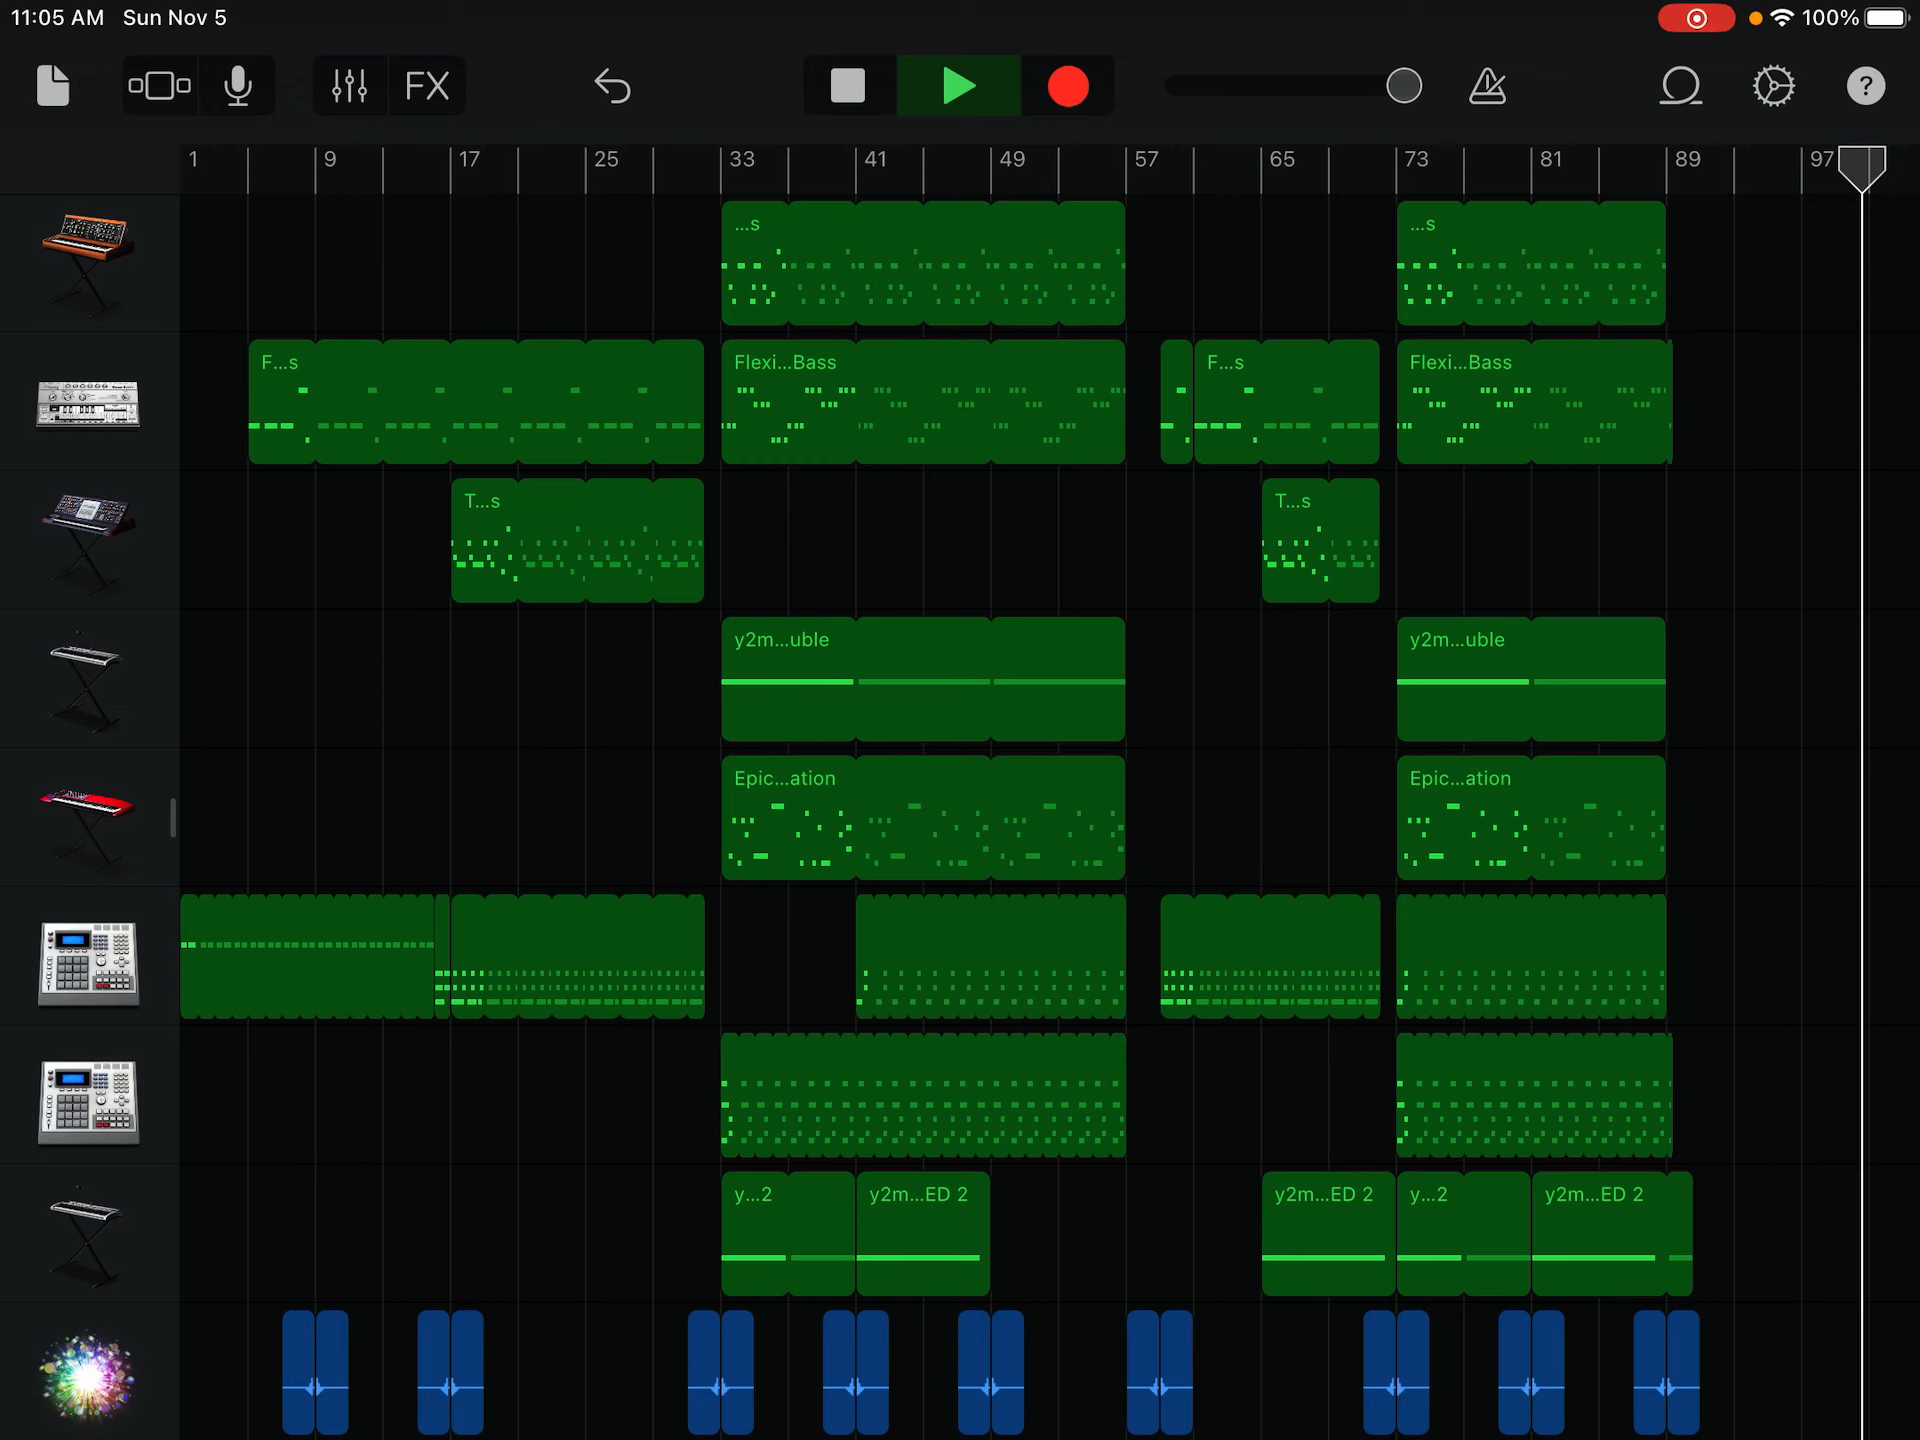 11:05 AM Sun Nov 5
100%
FX
?
1 9 17 25 33 41 49 57 65 73 81 89 97
...s ...s
F...s Flexi...Bass F...s Flexi...Bass
T...s T...s
y2m...uble y2m...uble
Epic...ation Epic...ation
y...2 y2m...ED 2 y2m...ED 2 y...2 y2m...ED 2